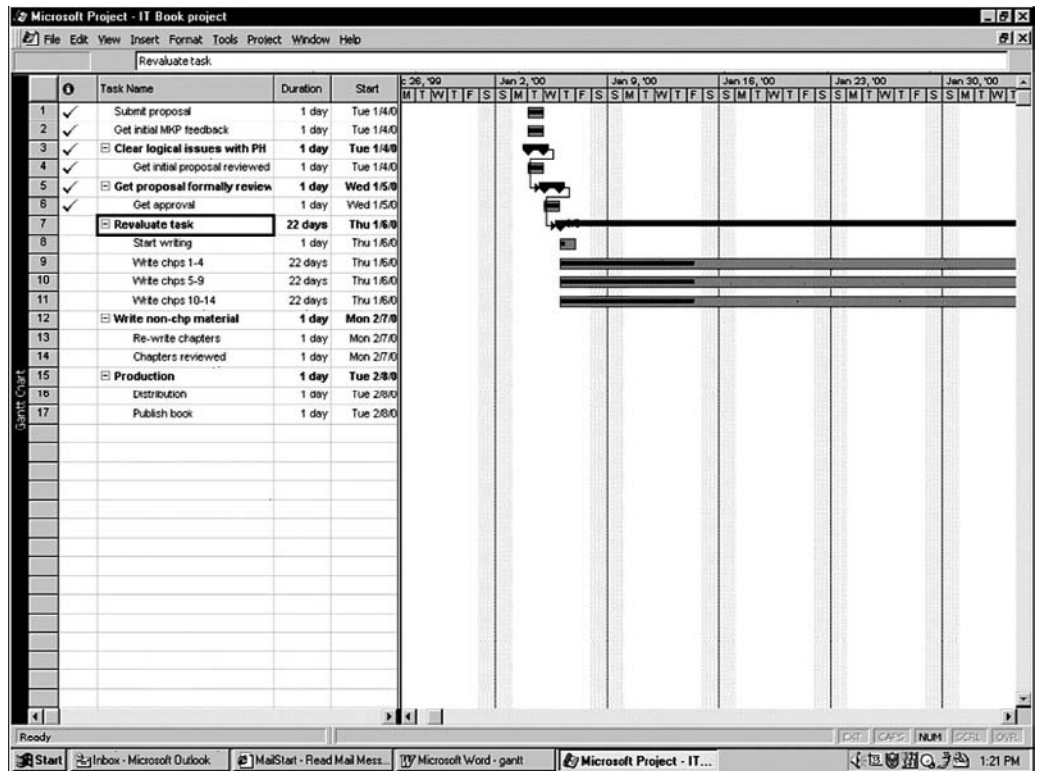 Microsoft Project - IT Book project
File Edit View Insert Format Tools Project Window Help
Revaluate task
Task Name Duration Start
c 26, '99 Jan 2, '00 Jan 9, '00 Jan 16, '00 Jan 23, '00 Jan 30, '00
M T W T F S S M T W T F S S M T W T F S S M T W T F S S M T W T F S S M T W T
1 Submit proposal 1 day Tue 1/4/0
2 Get initial MKP feedback 1 day Tue 1/4/0
3 Clear logical issues with PH 1 day Tue 1/4/0
4 Get initial proposal reviewed 1 day Tue 1/4/0
5 Get proposal formally review 1 day Wed 1/5/0
6 Get approval 1 day Wed 1/5/0
7 Revaluate task 22 days Thu 1/6/0
8 Start writing 1 day Thu 1/6/0
9 Write chps 1-4 22 days Thu 1/6/0
10 Write chps 5-9 22 days Thu 1/6/0
11 Write chps 10-14 22 days Thu 1/6/0
12 Write non-chp material 1 day Mon 2/7/0
13 Re-write chapters 1 day Mon 2/7/0
14 Chapters reviewed 1 day Mon 2/7/0
15 Production 1 day Tue 2/8/0
16 Distribution 1 day Tue 2/8/0
17 Publish book 1 day Tue 2/8/0
Gantt Chart
Ready EXT CAPS NUM SCRL OVR
Start Inbox - Microsoft Outlook MailStart - Read Mail Mess... Microsoft Word - gantt Microsoft Project - IT... 1:21 PM